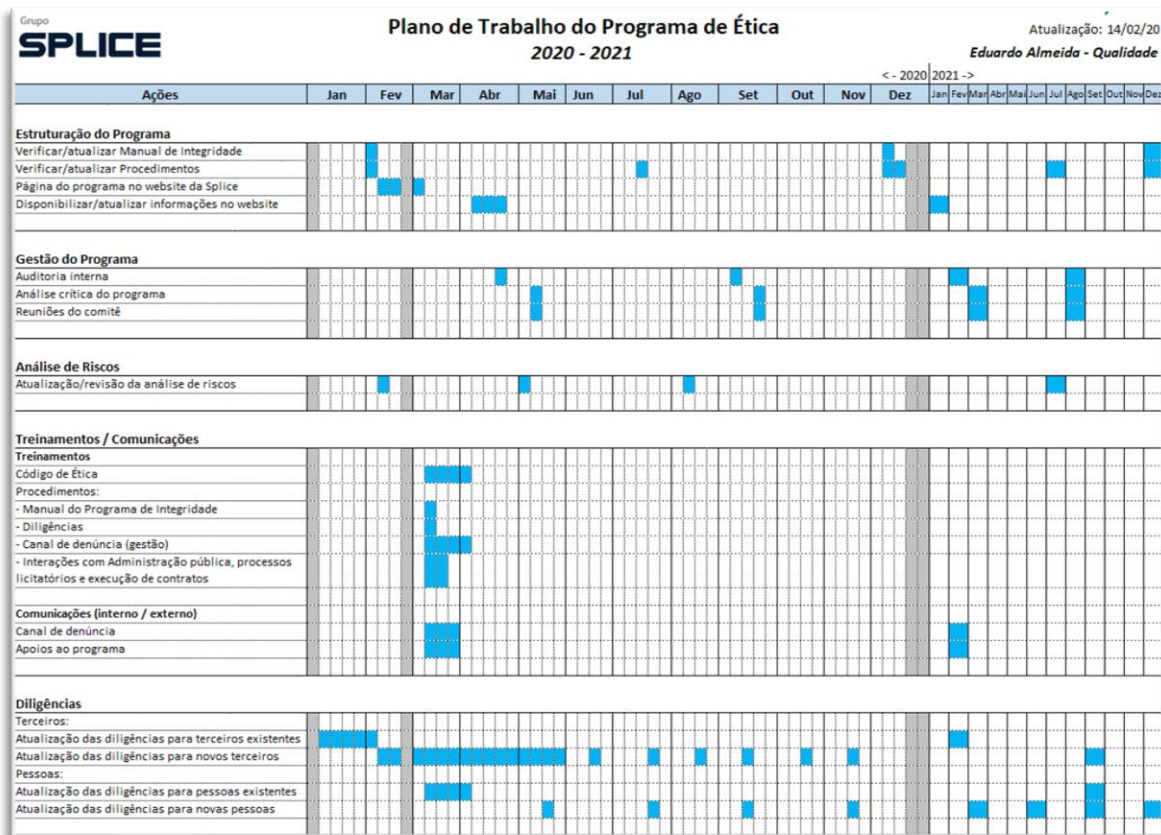 Grupo
SPLICE
Plano de Trabalho do Programa de Ética
2020 - 2021
Atualização: 14/02/20
Eduardo Almeida - Qualidade
<- 2020 2021 ->
Ações Jan Fev Mar Abr Mai Jun Jul Ago Set Out Nov Dez Jan Fev Mar Abr Mai Jun Jul Ago Set Out Nov Dez
Estruturação do Programa
Verificar/atualizar Manual de Integridade
Verificar/atualizar Procedimentos
Página do programa no website da Splice
Disponibilizar/atualizar informações no website
Gestão do Programa
Auditoria interna
Análise crítica do programa
Reuniões do comitê
Análise de Riscos
Atualização/revisão da análise de riscos
Treinamentos / Comunicações
Treinamentos
Código de Ética
Procedimentos:
- Manual do Programa de Integridade
- Diligências
- Canal de denúncia (gestão)
- Interações com Administração pública, processos
licitatórios e execução de contratos
Comunicações (interno / externo)
Canal de denúncia
Apoios ao programa
Diligências
Terceiros:
Atualização das diligências para terceiros existentes
Atualização das diligências para novos terceiros
Pessoas:
Atualização das diligências para pessoas existentes
Atualização das diligências para novas pessoas